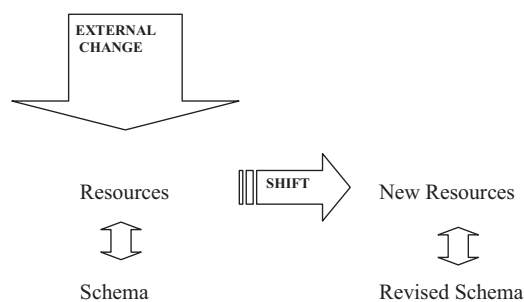 EXTERNAL
CHANGE
Resources
SHIFT
New Resources
Schema
Revised Schema